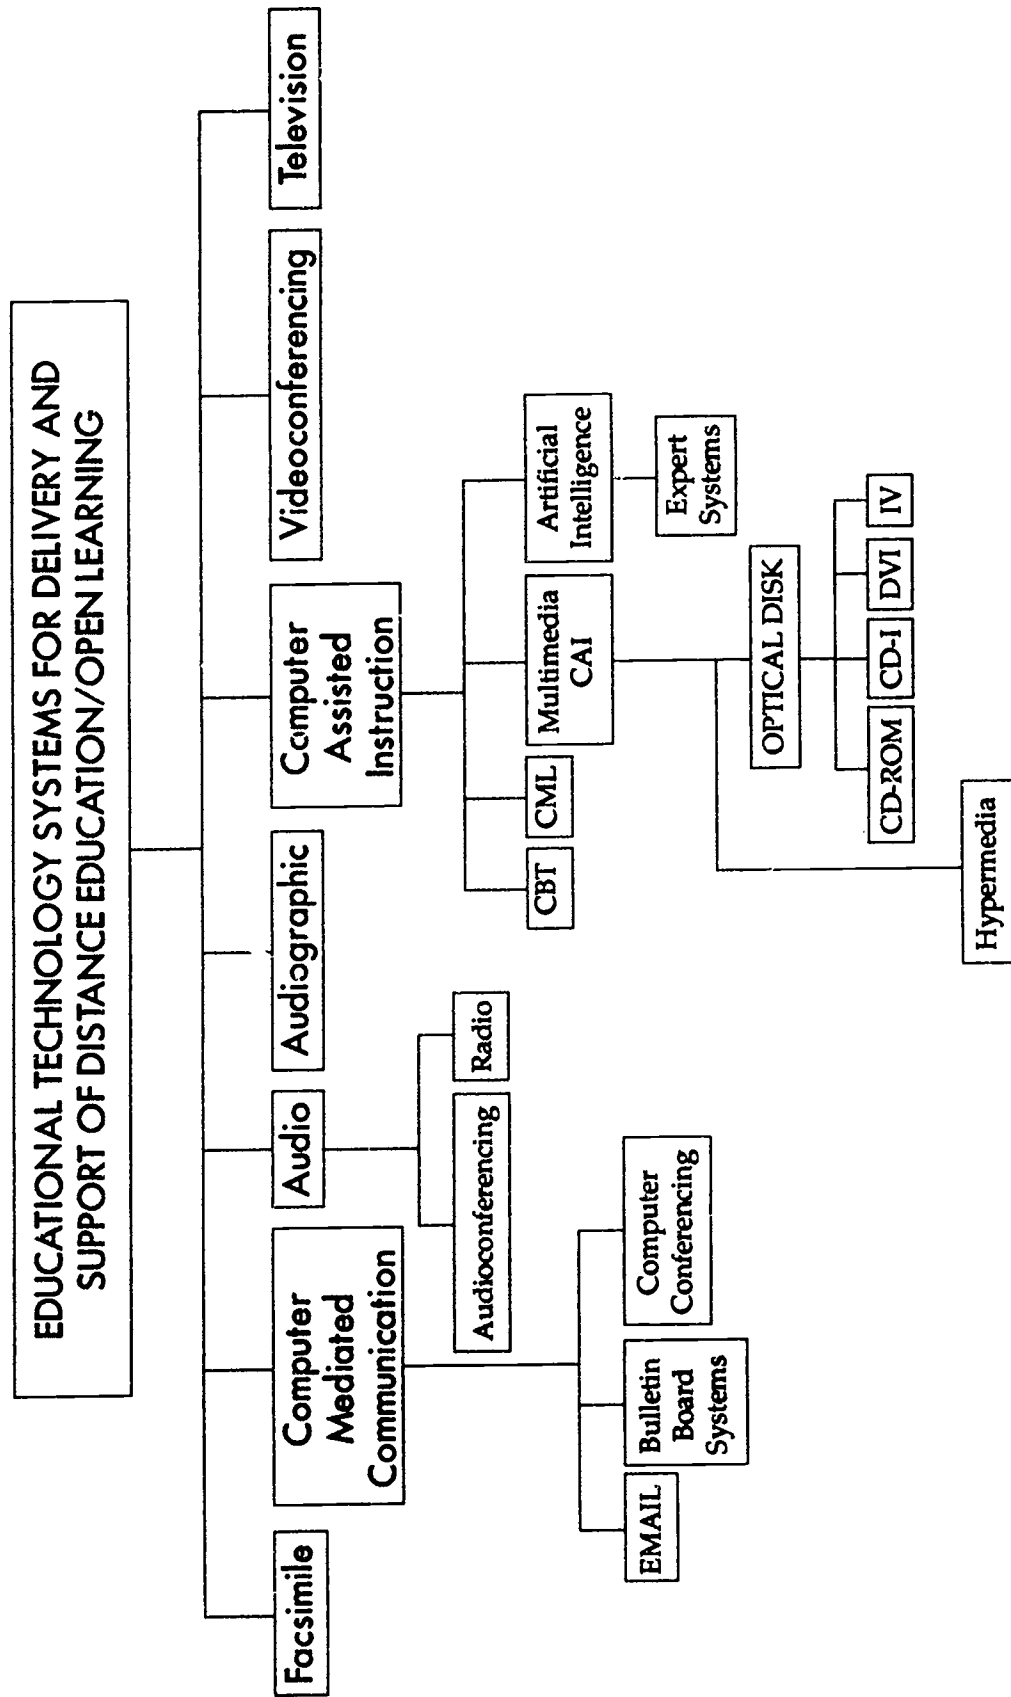 EDUCATIONAL TECHNOLOGY SYSTEMS FOR DELIVERY AND
SUPPORT OF DISTANCE EDUCATION/OPEN LEARNING
Facsimile
Computer
Mediated
Communication
Audio
Audiographic
Computer
Assisted
Instruction
Videoconferencing
Television
Audioconferencing
Radio
EMAIL
Bulletin
Board
Systems
Computer
Conferencing
CBT
CML
Multimedia
CAI
Artificial
Intelligence
Expert
Systems
OPTICAL DISK
CD-ROM
CD-I
DVI
IV
Hypermedia